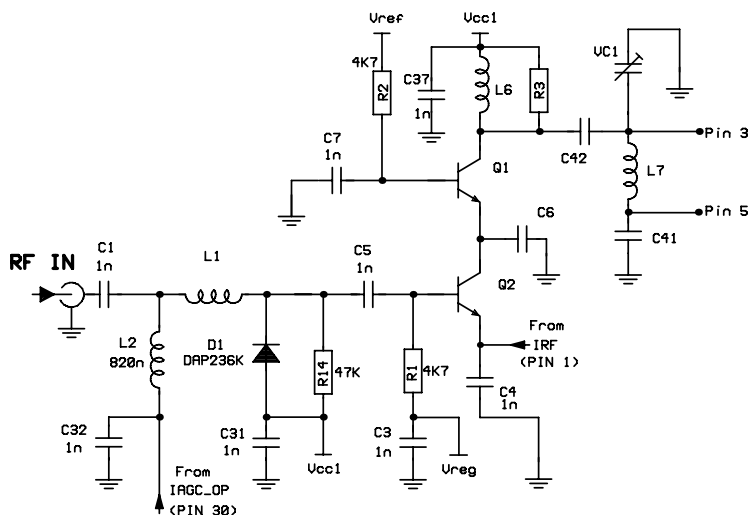 Vref
Vcc1
VC1
4K7
R2
C37
1n
L6
R3
C7
1n
Q1
C42
Pin 3
L7
Pin 5
C6
C41
C1
1n
RF IN
L1
C5
1n
Q2
L2
820n
D1
DAP236K
R14
47K
R1
4K7
From
IRF
(PIN 1)
C4
1n
C32
1n
C31
1n
Vcc1
C3
1n
Vreg
From
IAGC_OP
(PIN 30)